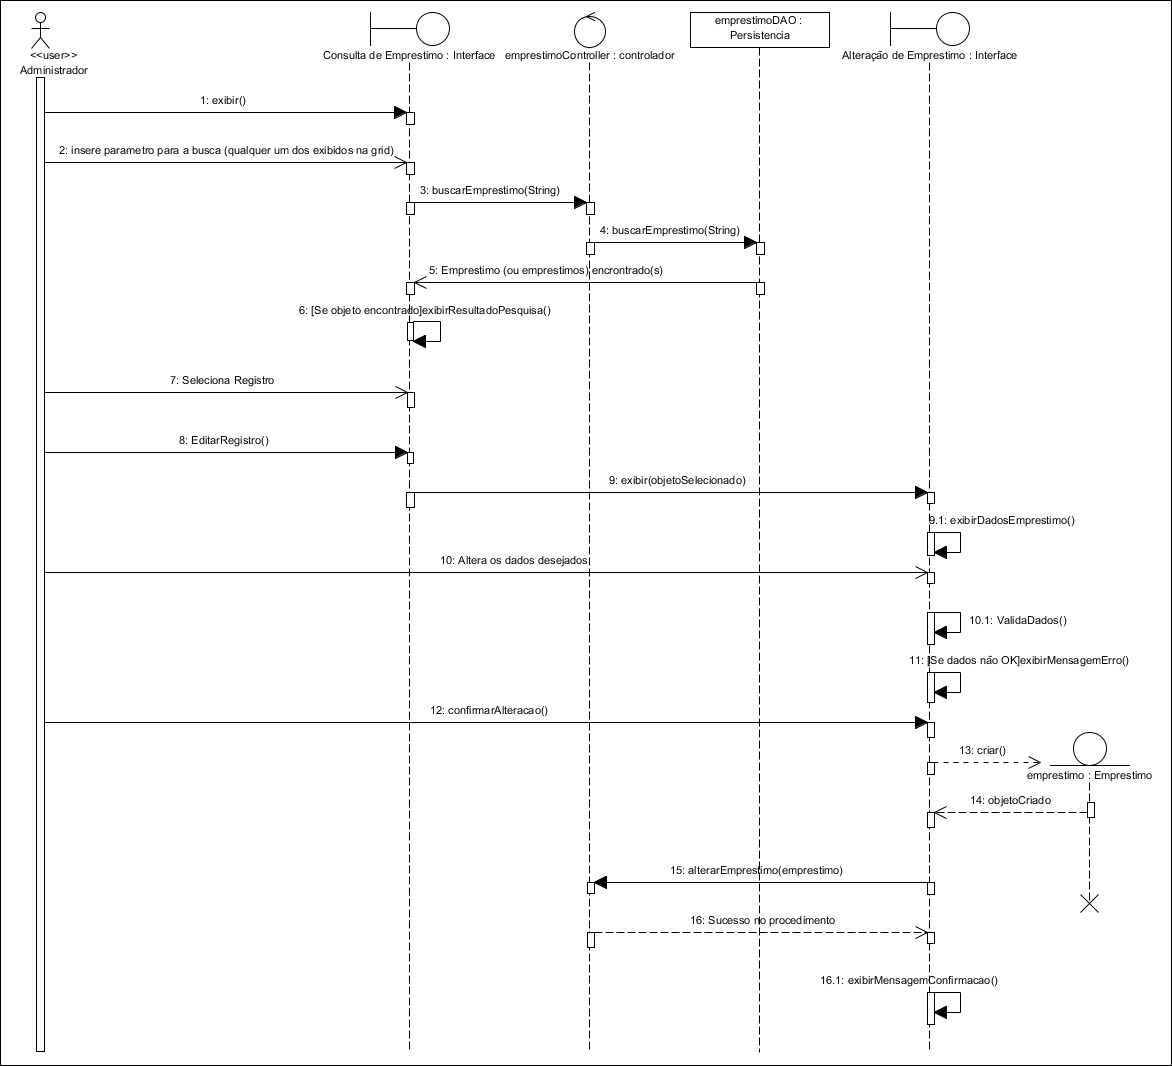 emprestimoDAO :
Persistencia
<<user>>
Administrador
Consulta de Emprestimo : Interface
emprestimoController : controlador
Alteração de Emprestimo : Interface
1: exibir()
2: insere parametro para a busca (qualquer um dos exibidos na grid)
3: buscarEmprestimo(String)
4: buscarEmprestimo(String)
5: Emprestimo (ou emprestimos) encrontrado(s)
6: [Se objeto encontrado]exibirResultadoPesquisa()
7: Seleciona Registro
8: EditarRegistro()
9: exibir(objetoSelecionado)
9.1: exibirDadosEmprestimo()
10: Altera os dados desejados
10.1: ValidaDados()
11: [Se dados não OK]exibirMensagemErro()
12: confirmarAlteracao()
13: criar()
emprestimo : Emprestimo
14: objetoCriado
15: alterarEmprestimo(emprestimo)
16: Sucesso no procedimento
16.1: exibirMensagemConfirmacao()